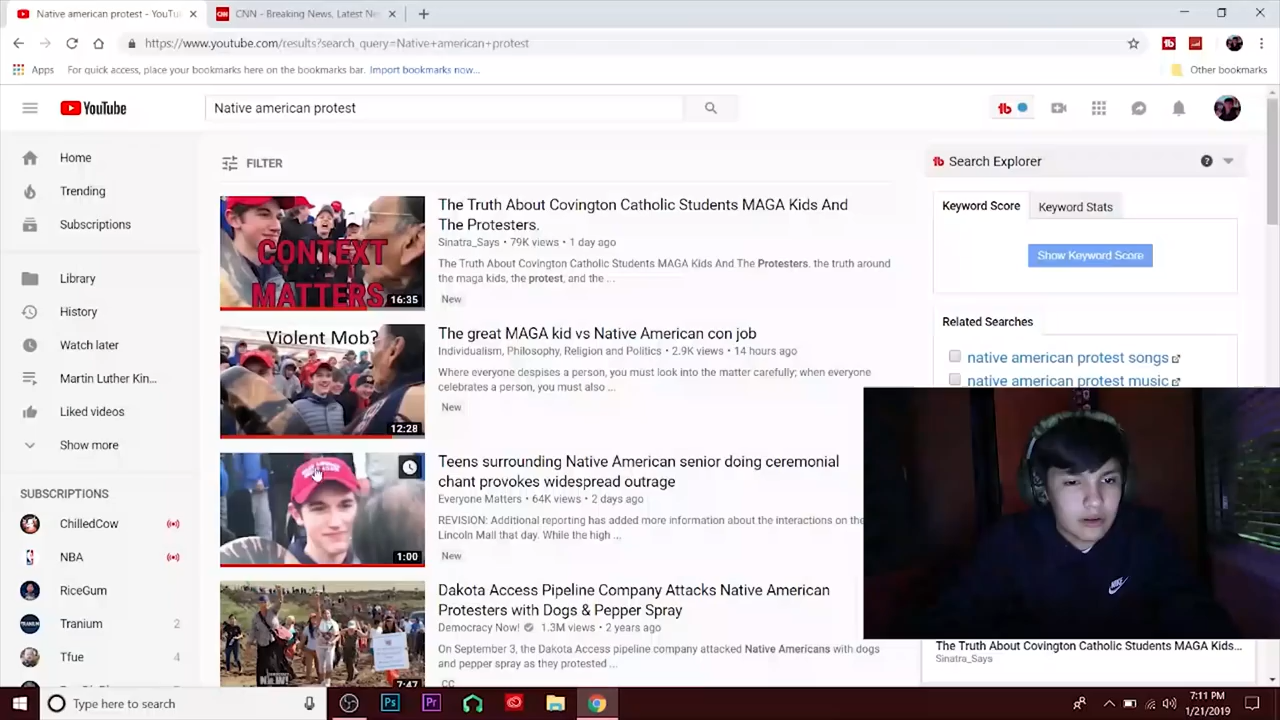 Native american protest - YouTu
CNN - Breaking News, Latest Ne
https://www.youtube.com/results?search_query=Native+american+protest
Apps
For quick access, place your bookmarks here on the bookmarks bar. Import bookmarks now...
Other bookmarks
YouTube
Native american protest
tb
Home
Trending
Subscriptions
Library
History
Watch later
Martin Luther Kin...
Liked videos
Show more
SUBSCRIPTIONS
ChilledCow
NBA
RiceGum
Tranium 2
Tfue 4
FILTER
CONTEXT
MATTERS
16:35
The Truth About Covington Catholic Students MAGA Kids And
The Protesters.
Sinatra_Says • 79K views • 1 day ago
The Truth About Covington Catholic Students MAGA Kids And The Protesters. the truth around
the maga kids, the protest, and the ...
New
Violent Mob?
12:28
The great MAGA kid vs Native American con job
Individualism, Philosophy, Religion and Politics • 2.9K views • 14 hours ago
Where everyone despises a person, you must look into the matter carefully; when everyone
celebrates a person, you must also ...
New
1:00
Teens surrounding Native American senior doing ceremonial
chant provokes widespread outrage
Everyone Matters • 64K views • 2 days ago
REVISION: Additional reporting has added more information about the interactions on the
Lincoln Mall that day. While the high ...
New
7:47
Dakota Access Pipeline Company Attacks Native American
Protesters with Dogs & Pepper Spray
Democracy Now! • 1.3M views • 2 years ago
On September 3, the Dakota Access pipeline company attacked Native Americans with dogs
and pepper spray as they protested ...
CC
tb Search Explorer
Keyword Score
Keyword Stats
Show Keyword Score
Related Searches
native american protest songs
native american protest music
The Truth About Covington Catholic Students MAGA Kids...
Sinatra_Says
Type here to search
Ps
Pr
7:11 PM
1/21/2019